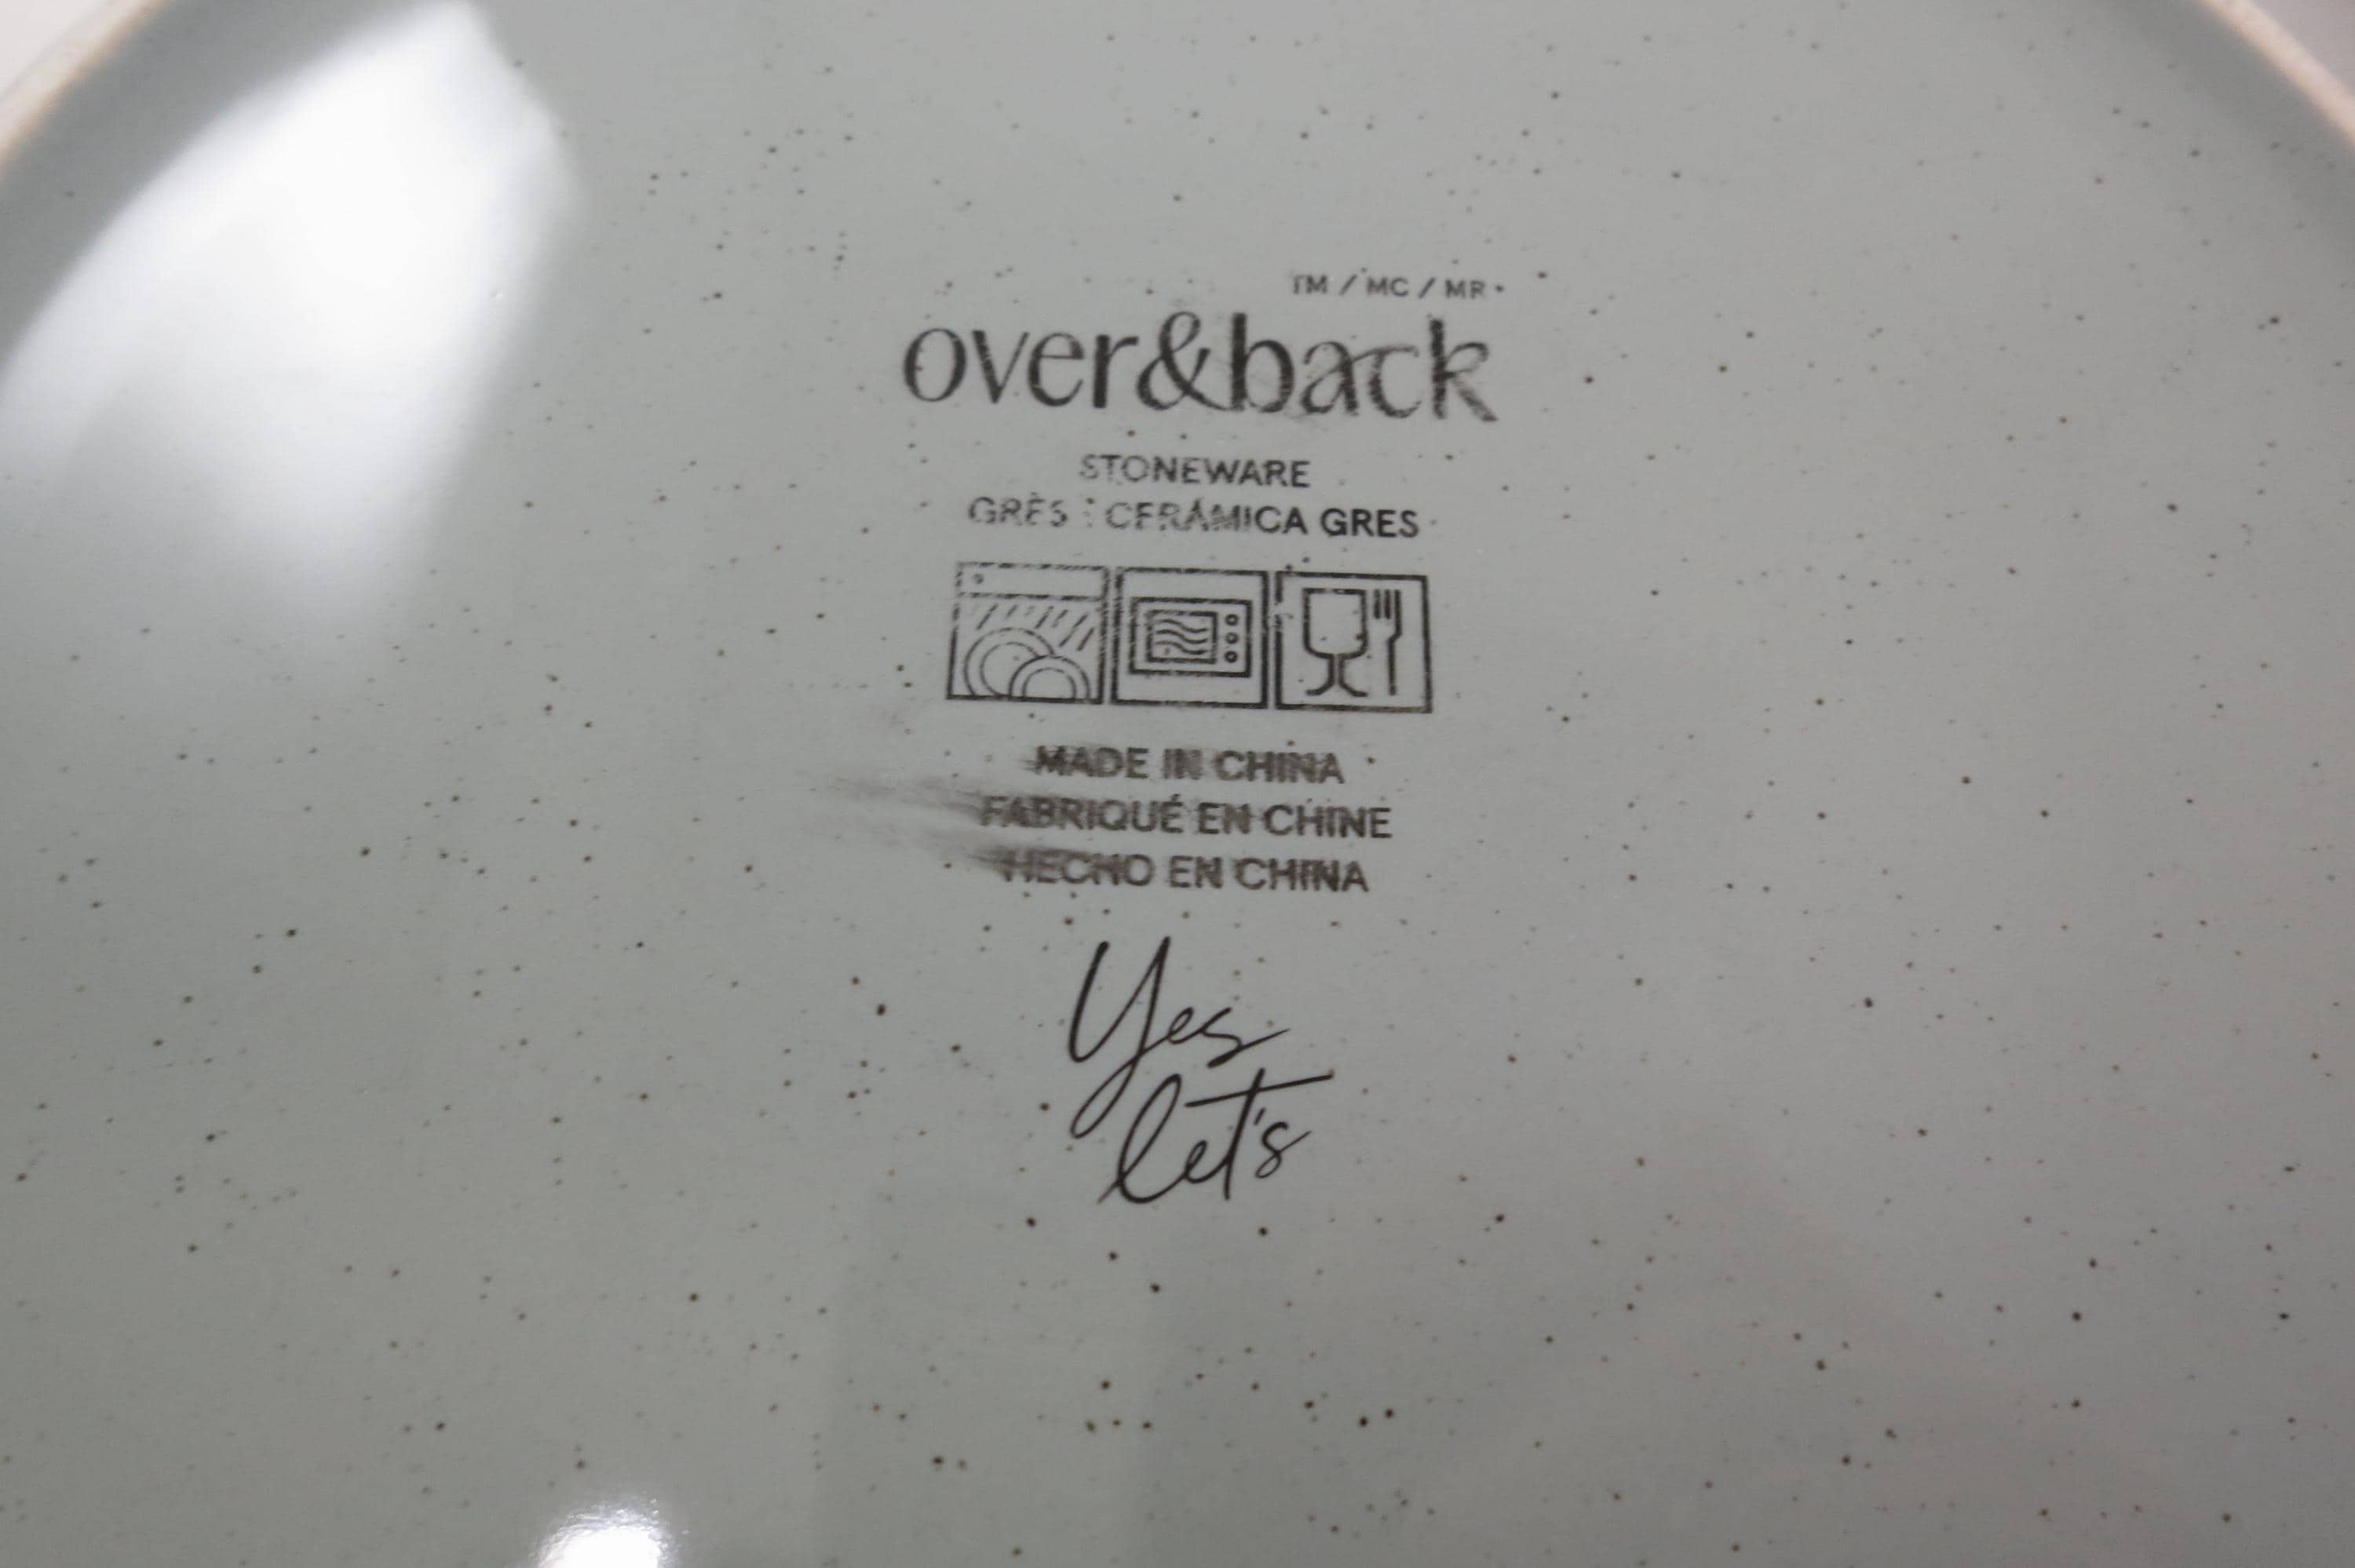 TM / MC / MR
over&back
STONEWARE
GRÈS : CERÁMICA GRES
MADE IN CHINA
FABRIQUÉ EN CHINE
HECHO EN CHINA
Yes
let's